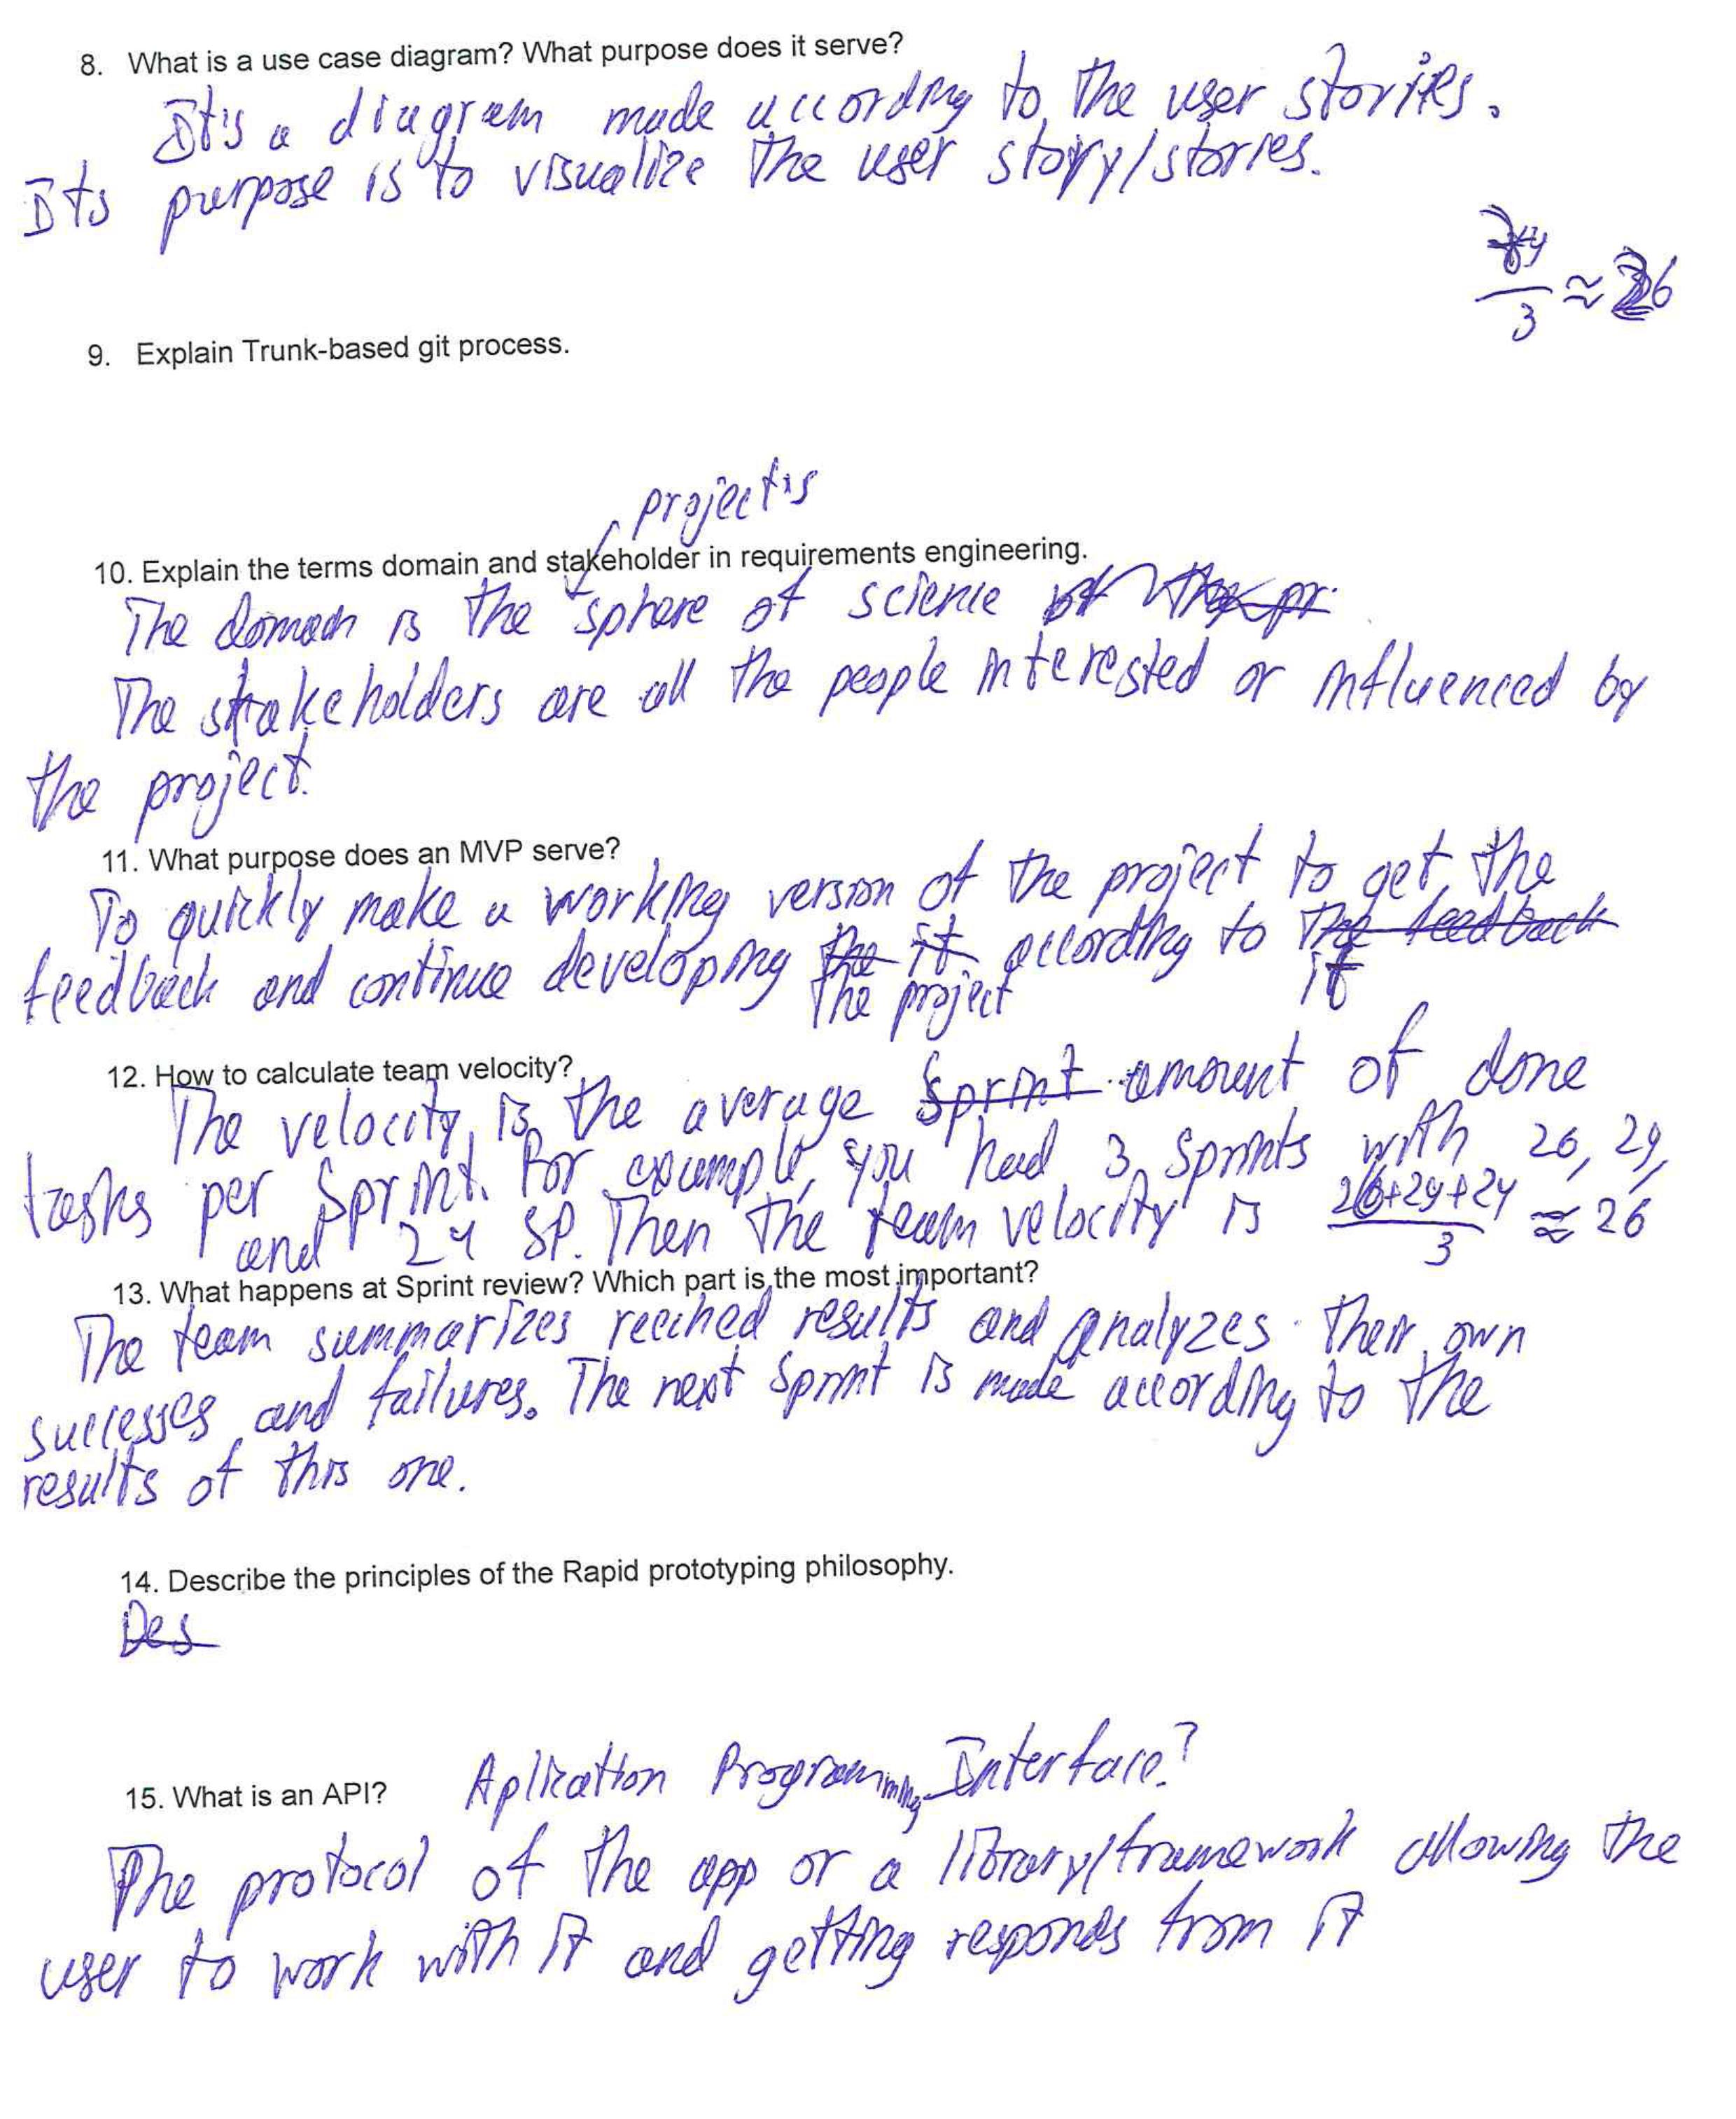 8. What is a use case diagram? What purpose does it serve?
It's a diagram made according to the user stories.
Its purpose is to visualize the user story/stories.
74
3 ≈ 26
9. Explain Trunk-based git process.
project's
10. Explain the terms domain and stakeholder in requirements engineering.
The domain is the sphere of science of the pr.
The stakeholders are all the people interested or influenced by
the project.
11. What purpose does an MVP serve?
To quickly make a working version of the project to get the
feedback and continue developing the it according to the feedback
the project it
12. How to calculate team velocity?
The velocity is the average Sprint amount of done
tasks per Sprint. For example, you had 3 Sprints with 26, 29,
and 24 SP. Then the team velocity is 26+29+24
3 ≈ 26
13. What happens at Sprint review? Which part is the most important?
The team summarizes reached results and analyzes their own
successes and failures. The next Sprint is made according to the
results of this one.
14. Describe the principles of the Rapid prototyping philosophy.
Des
15. What is an API? Aplication Programming Interface?
The protocol of the app or a library/framework allowing the
user to work with it and getting responds from it